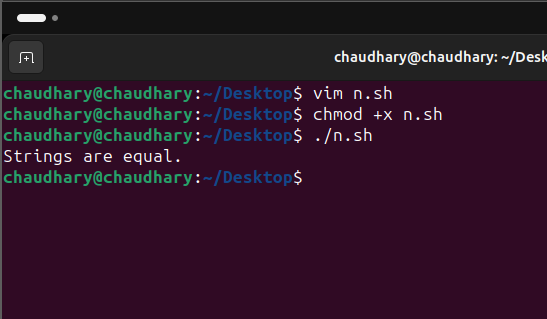 chaudhary@chaudhary: ~/Desk
chaudhary@chaudhary:~/Desktop$ vim n.sh
chaudhary@chaudhary:~/Desktop$ chmod +x n.sh
chaudhary@chaudhary:~/Desktop$ ./n.sh
Strings are equal.
chaudhary@chaudhary:~/Desktop$